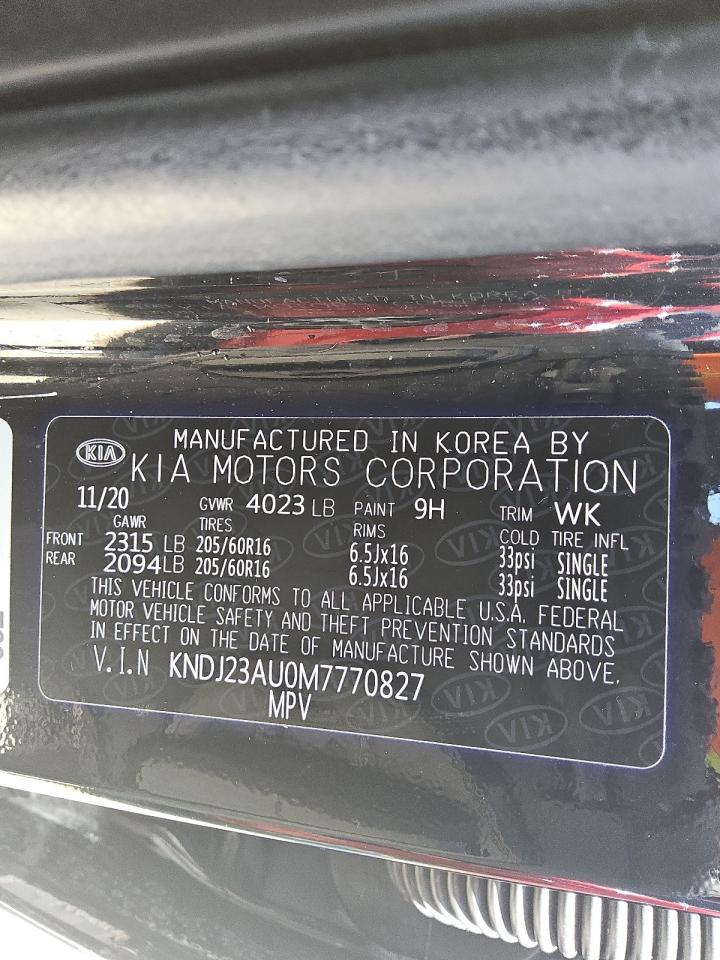 KIA
MANUFACTURED IN KOREA BY
KIA MOTORS CORPORATION
11/20 GVWR 4023 LB PAINT 9H TRIM WK
GAWR TIRES RIMS COLD TIRE INFL
FRONT 2315 LB 205/60R16 6.5Jx16 33psi SINGLE
REAR 2094 LB 205/60R16 6.5Jx16 33psi SINGLE
THIS VEHICLE CONFORMS TO ALL APPLICABLE U.S.A. FEDERAL
MOTOR VEHICLE SAFETY AND THEFT PREVENTION STANDARDS
IN EFFECT ON THE DATE OF MANUFACTURE SHOWN ABOVE.
V.I.N KNDJ23AU0M7770827
MPV